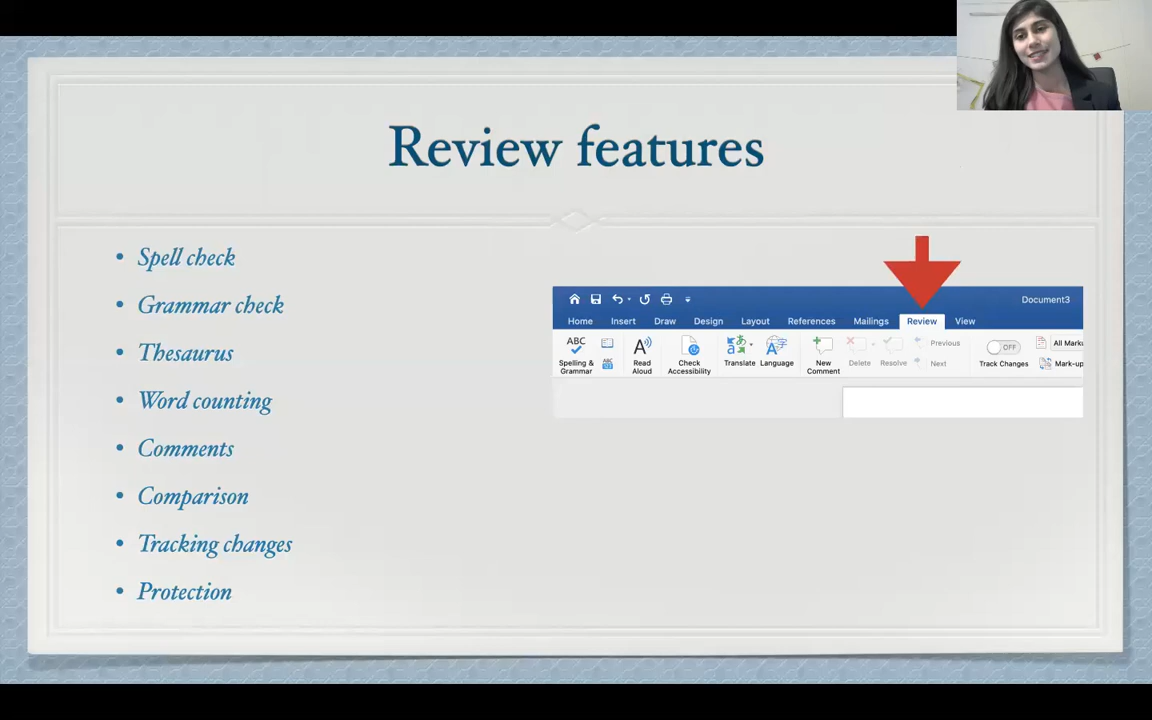 Review features
• Spell check
• Grammar check
• Thesaurus
• Word counting
• Comments
• Comparison
• Tracking changes
• Protection
Document3
Home Insert Draw Design Layout References Mailings Review View
ABC
ABC
Spelling & Grammar
Read Aloud
Check Accessibility
Translate
Language
New Comment
Delete
Resolve
Previous
Next
OFF
Track Changes
All Marku
Mark-up